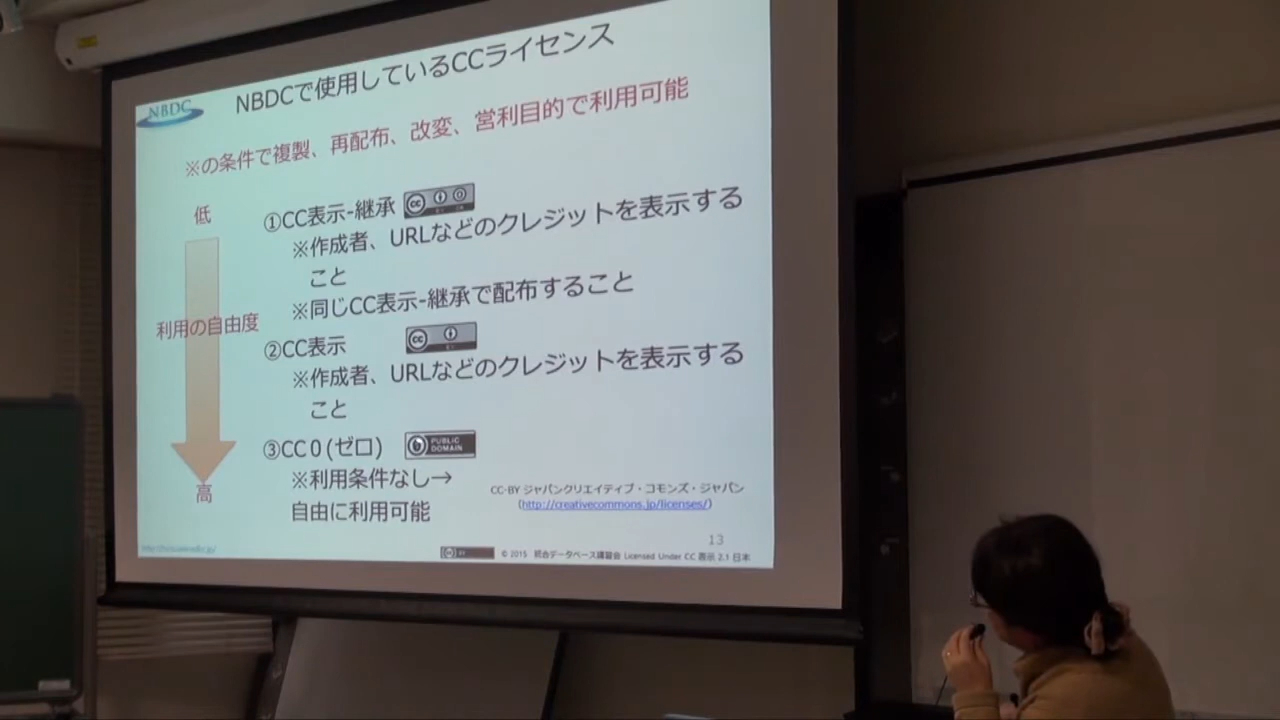 NBDC
NBDCで使用しているCCライセンス
※の条件で複製、再配布、改変、営利目的で利用可能
低
利用の自由度
高
①CC表示-継承
※作成者、URLなどのクレジットを表示する
こと
※同じCC表示-継承で配布すること
②CC表示
※作成者、URLなどのクレジットを表示する
こと
③CC0(ゼロ)
PUBLIC
DOMAIN
※利用条件なし→
自由に利用可能
CC-BY ジャパンクリエイティブ・コモンズ・ジャパン
(http://creativecommons.jp/licenses/)
13
© 2015 統合データベース講習会 Licensed Under CC 表示 2.1 日本